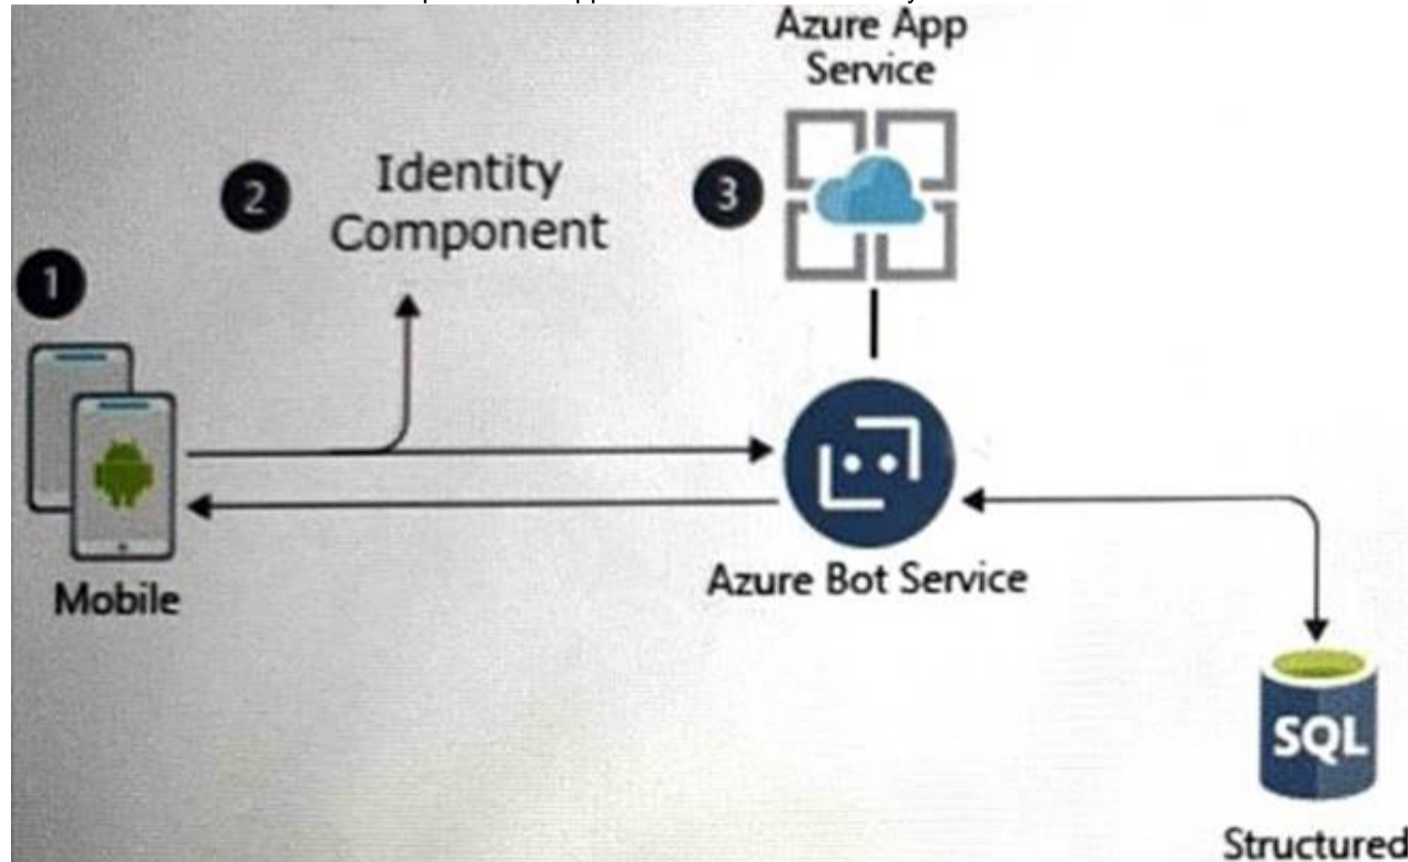 Azure App
Service
2
Identity
Component
3
1
Azure Bot Service
Mobile
SQL
Structured